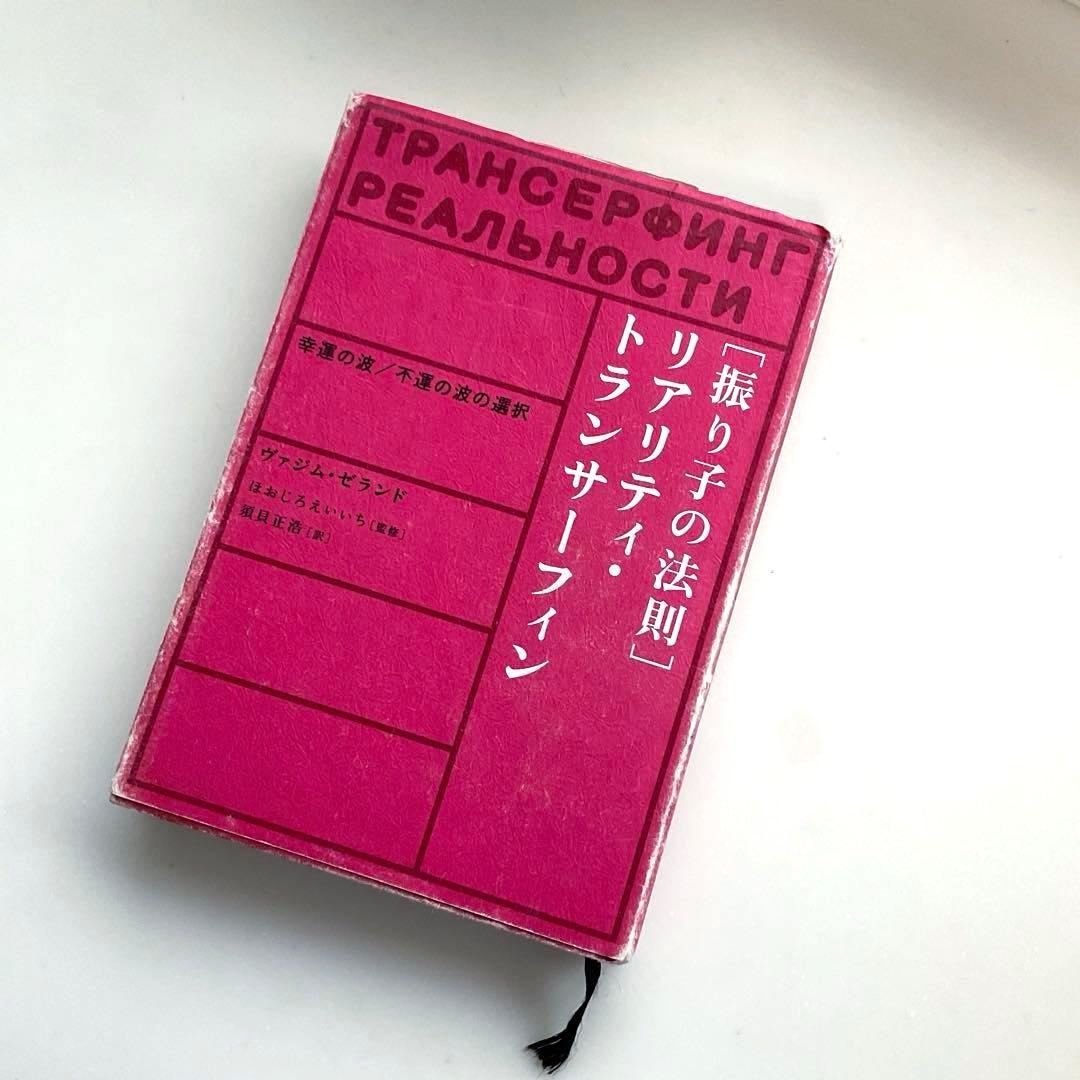 ТРАНСЕРФИНГ
РЕАЛЬНОСТИ
[振り子の法則]
リアリティ・
トランサーフィン
幸運の波／不運の波の選択
ヴァジム・ゼランド
ほおじろえいいち[監修]
須貝正浩[訳]